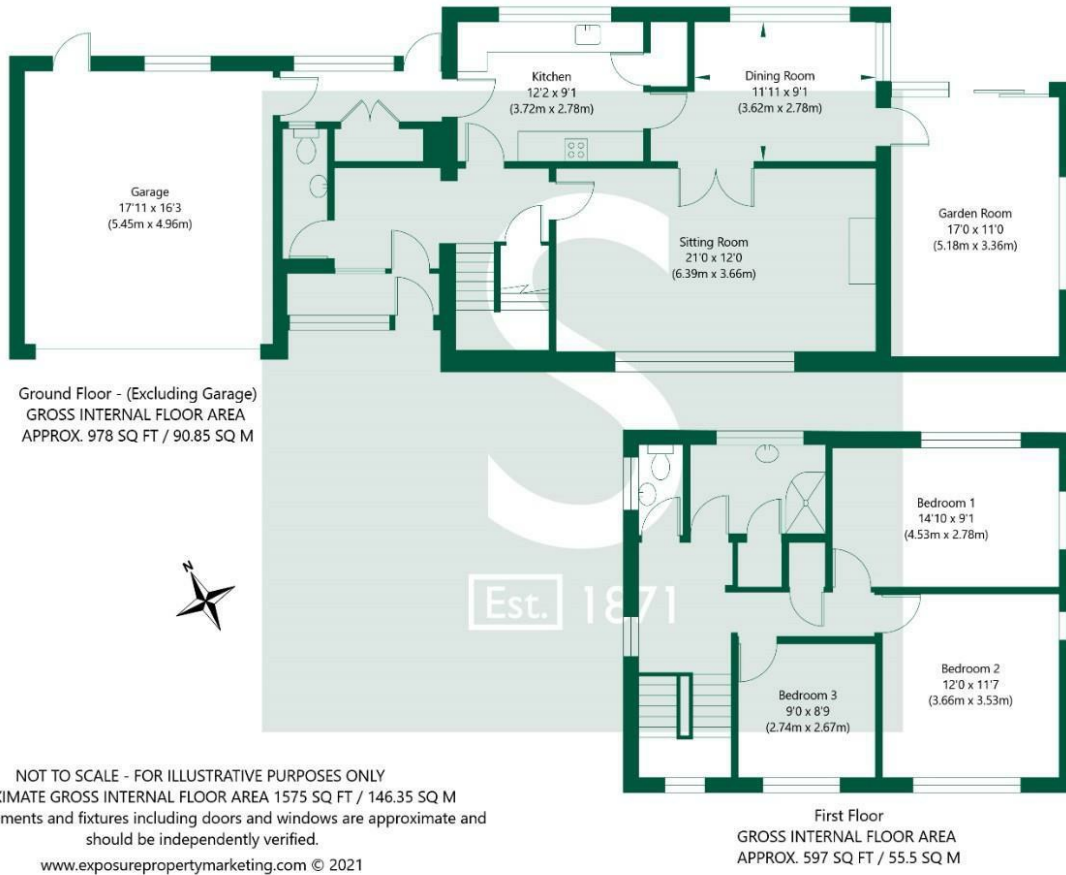 Kitchen
12'2 x 9'1
(3.72m x 2.78m)
Dining Room
11'11 x 9'1
(3.62m x 2.78m)
Garage
17'11 x 16'3
(5.45m x 4.96m)
Sitting Room
21'0 x 12'0
(6.39m x 3.66m)
Garden Room
17'0 x 11'0
(5.18m x 3.36m)
Ground Floor - (Excluding Garage)
GROSS INTERNAL FLOOR AREA
APPROX. 978 SQ FT / 90.85 SQ M
S
Est. 1871
N
Bedroom 1
14'10 x 9'1
(4.53m x 2.78m)
Bedroom 2
12'0 x 11'7
(3.66m x 3.53m)
Bedroom 3
9'0 x 8'9
(2.74m x 2.67m)
NOT TO SCALE - FOR ILLUSTRATIVE PURPOSES ONLY
XIMATE GROSS INTERNAL FLOOR AREA 1575 SQ FT / 146.35 SQ M
ments and fixtures including doors and windows are approximate and
should be independently verified.
www.exposurepropertymarketing.com © 2021
First Floor
GROSS INTERNAL FLOOR AREA
APPROX. 597 SQ FT / 55.5 SQ M